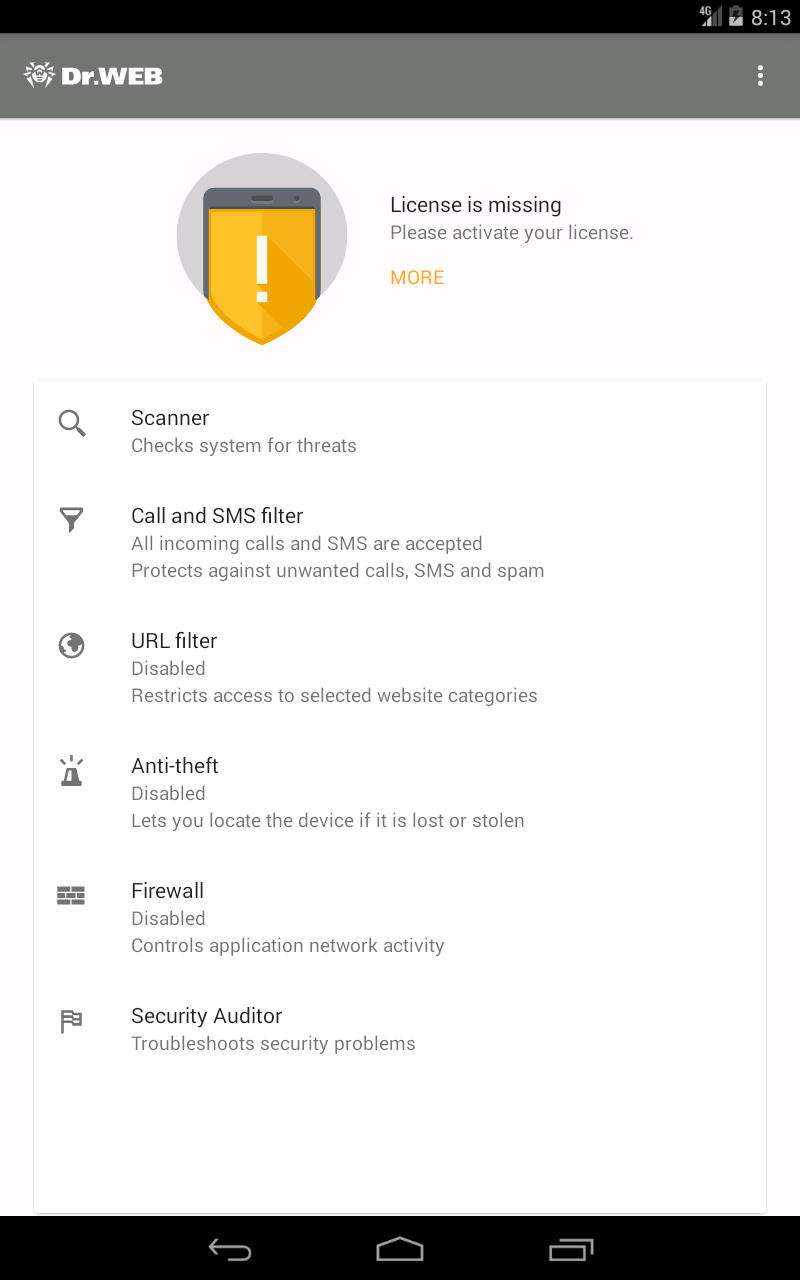 4G 8:13
Dr.WEB
License is missing
Please activate your license.
MORE
Scanner
Checks system for threats
Call and SMS filter
All incoming calls and SMS are accepted
Protects against unwanted calls, SMS and spam
URL filter
Disabled
Restricts access to selected website categories
Anti-theft
Disabled
Lets you locate the device if it is lost or stolen
Firewall
Disabled
Controls application network activity
Security Auditor
Troubleshoots security problems